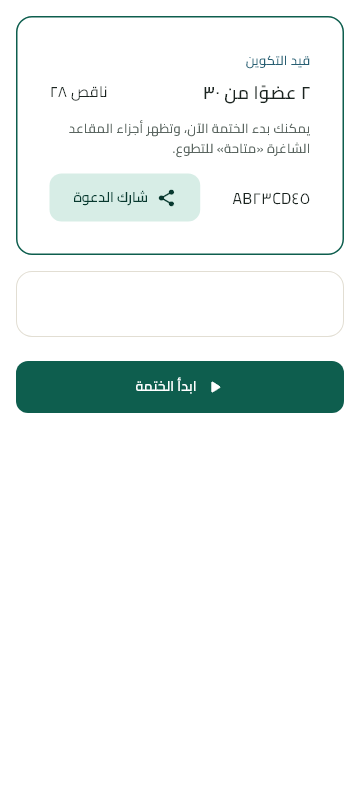 قيد التكوين
٢ عضوًا من ٣٠
ناقص ٢٨
يمكنك بدء الختمة الآن، وتظهر أجزاء المقاعد
الشاغرة «متاحة» للتطوع.
AB٢٣CD٤٥
شارك الدعوة
ابدأ الختمة